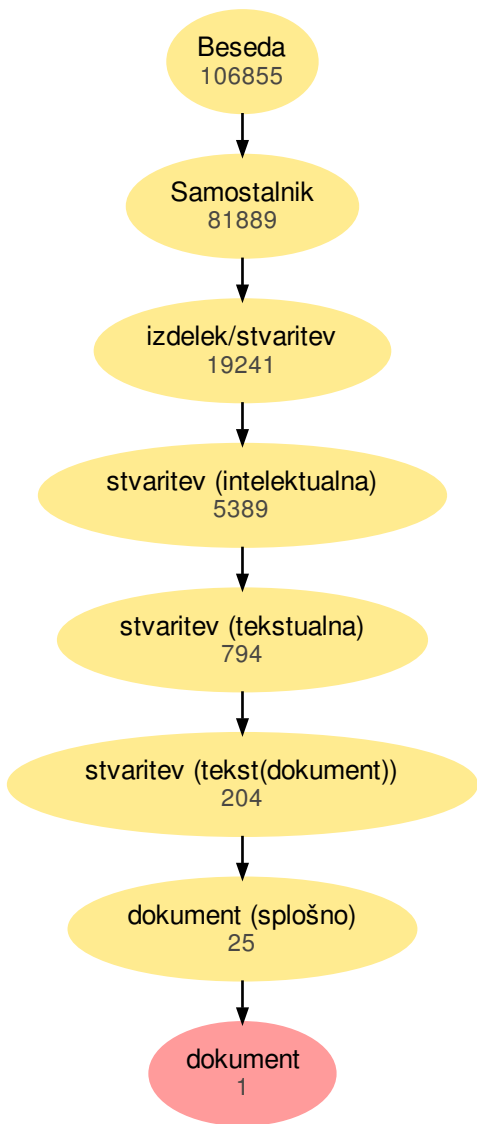 Beseda
106855
Samostalnik
81889
izdelek/stvaritev
19241
stvaritev (intelektualna)
5389
stvaritev (tekstualna)
794
stvaritev (tekst(dokument))
204
dokument (splošno)
25
dokument
1